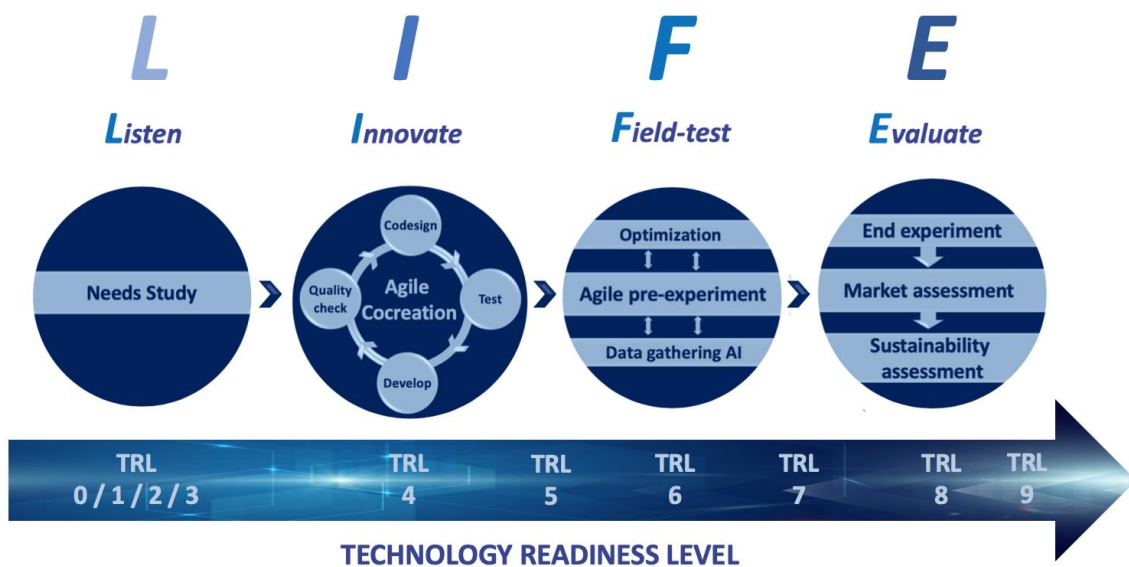 L I F E
Listen Innovate Field-test Evaluate
Needs Study
Codesign
Quality
check
Agile
Cocreation
Test
Develop
Optimization
Agile pre-experiment
Data gathering AI
End experiment
Market assessment
Sustainability
assessment
TRL TRL TRL TRL TRL TRL TRL
0 / 1 / 2 / 3 4 5 6 7 8 9
TECHNOLOGY READINESS LEVEL